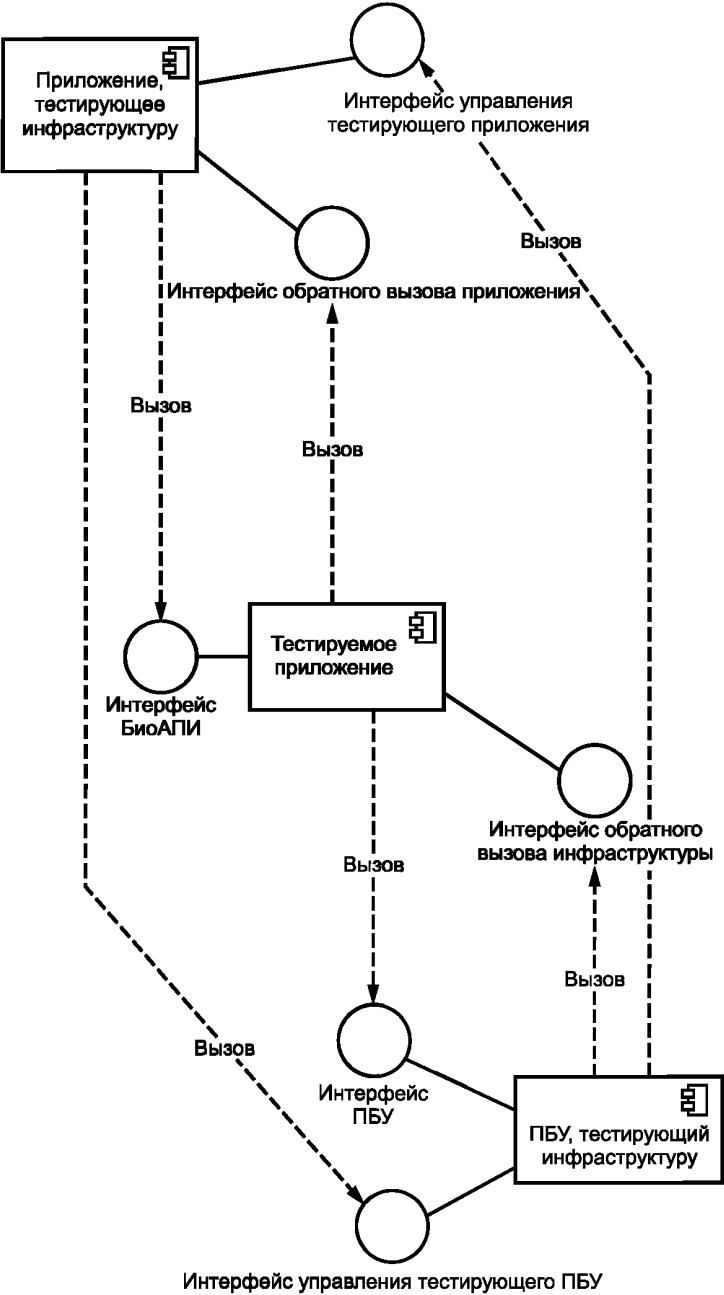 Приложение,
тестирующее
инфраструктуру
Интерфейс управления
тестирующего приложения
Вызов
Интерфейс обратного вызова приложения
Вызов
Вызов
Тестируемое
приложение
Интерфейс
БиоАПИ
Интерфейс обратного
вызова инфраструктуры
Вызов
Вызов
Вызов
Интерфейс
ПБУ
ПБУ, тестирующий
инфраструктуру
Интерфейс управления тестирующего ПБУ